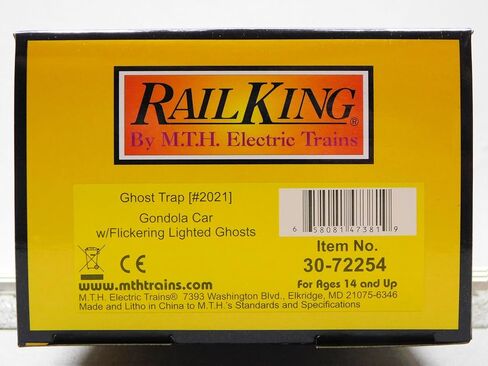 RAILKING®
By M.T.H. Electric Trains
Ghost Trap [#2021]
Gondola Car
w/Flickering Lighted Ghosts
6 58081 47381 9
Item No.
30-72254
CE
www.mthtrains.com
For Ages 14 and Up
M.T.H. Electric Trains® 7393 Washington Blvd., Elkridge, MD 21075-6346
Made and Litho in China to M.T.H.'s Standards and Specifications